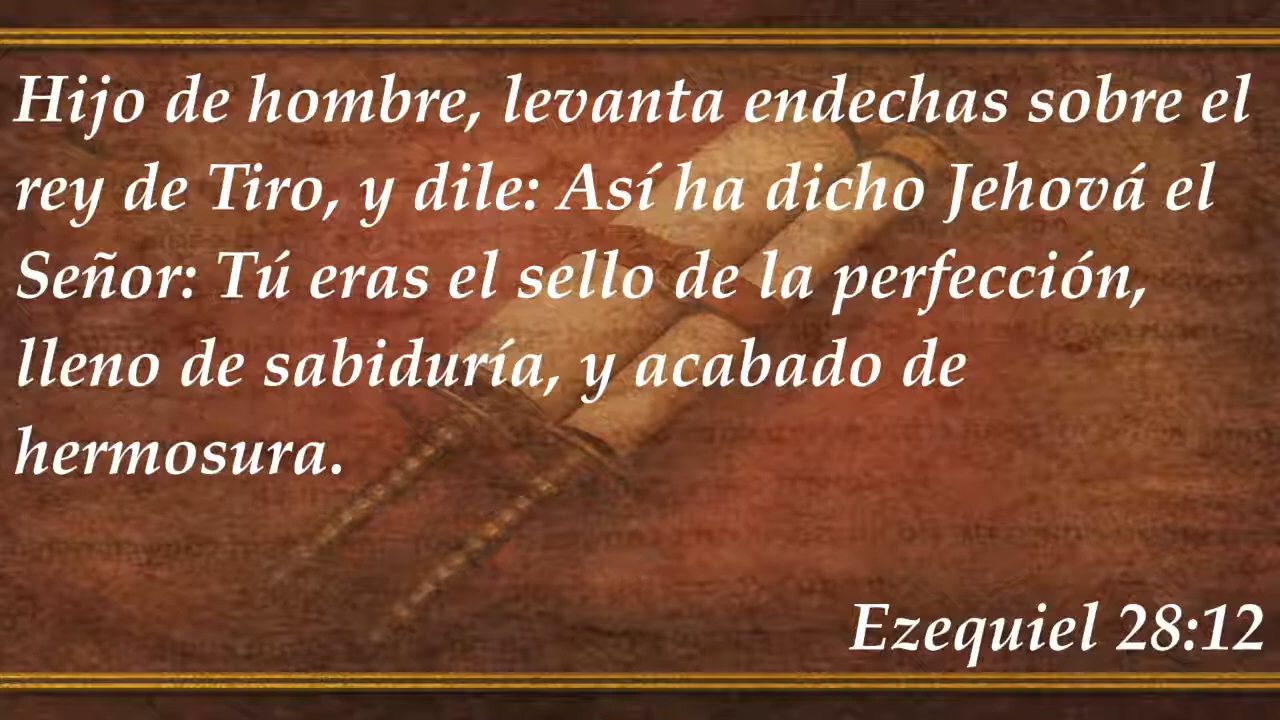 Hijo de hombre, levanta endechas sobre el
rey de Tiro, y dile: Así ha dicho Jehová el
Señor: Tú eras el sello de la perfección,
lleno de sabiduría, y acabado de
hermosura.
Ezequiel 28:12